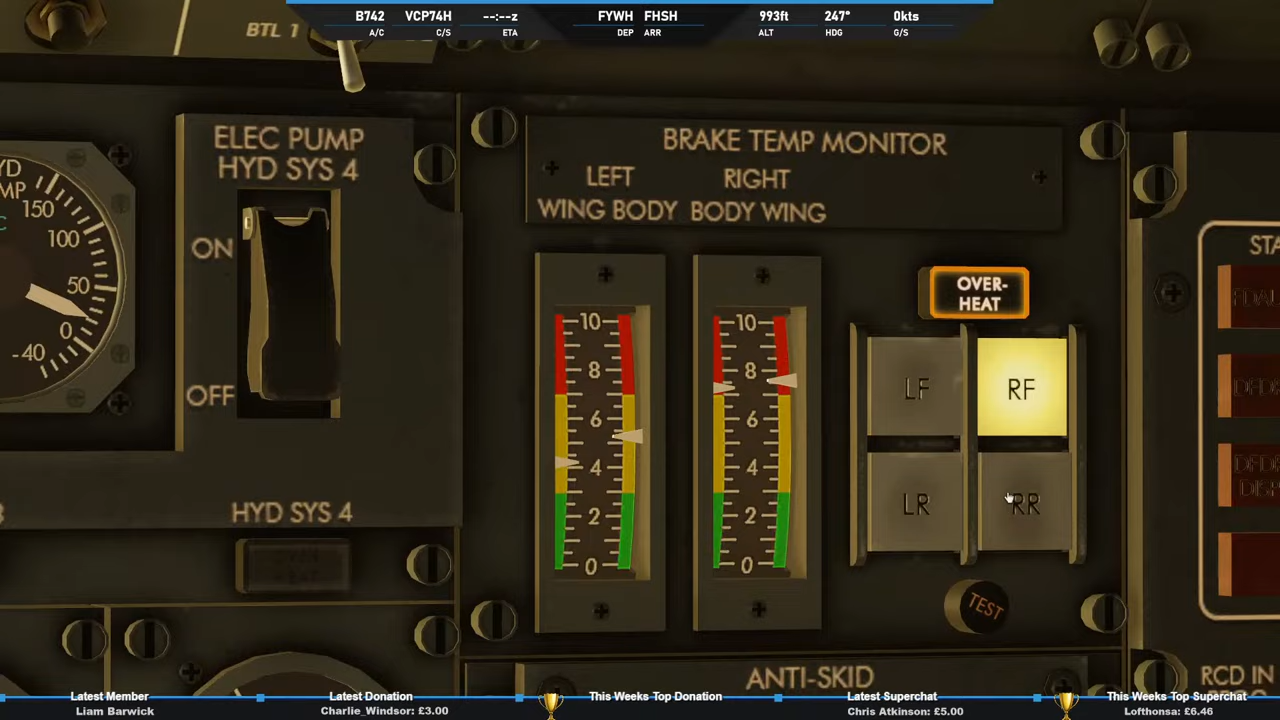 B742 VCP74H --:--z FYWH FHSH 993ft 247° 0kts
A/C C/S ETA DEP ARR ALT HDG G/S
BTL 1
ELEC PUMP
HYD SYS 4
ON
OFF
HYD SYS 4
150
100
50
0
-40
BRAKE TEMP MONITOR
LEFT RIGHT
WING BODY BODY WING
10 10
8 8
6 6
4 4
2 2
0 0
OVER-
HEAT
LF RF
LR RR
TEST
ANTI-SKID
RCD IN
Latest Member Latest Donation This Weeks Top Donation Latest Superchat This Weeks Top Superchat
Liam Barwick Charlie_Windsor: £3.00 Chris Atkinson: £5.00 Lofthonsa: £6.46